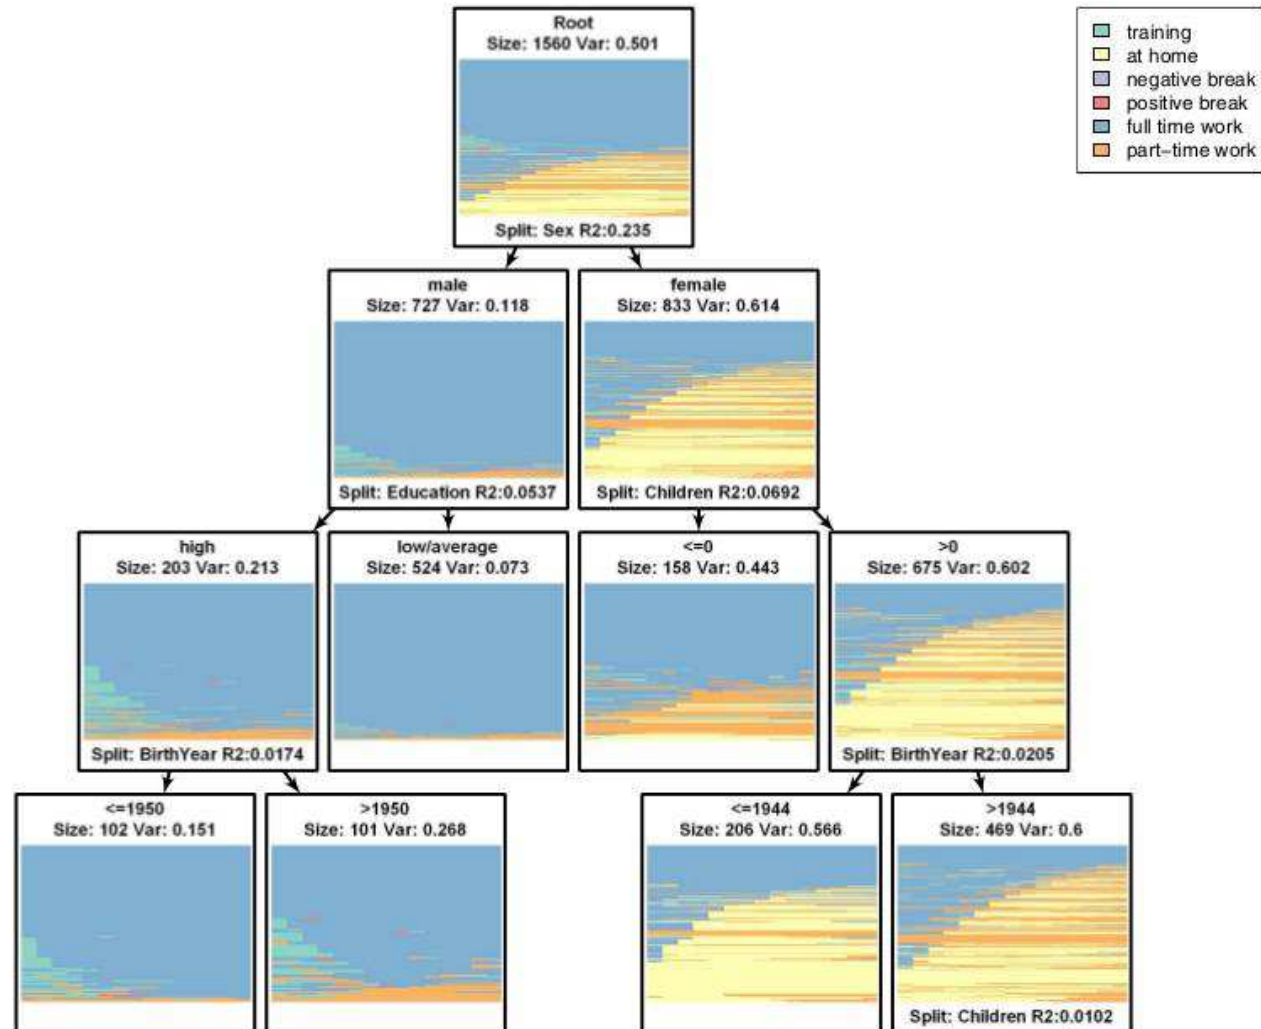 Root
Size: 1560 Var: 0.501
Split: Sex R2:0.235
training
at home
negative break
positive break
full time work
part-time work
male
Size: 727 Var: 0.118
Split: Education R2:0.0537
female
Size: 833 Var: 0.614
Split: Children R2:0.0692
high
Size: 203 Var: 0.213
Split: BirthYear R2:0.0174
low/average
Size: 524 Var: 0.073
<=0
Size: 158 Var: 0.443
>0
Size: 675 Var: 0.602
Split: BirthYear R2:0.0205
<=1950
Size: 102 Var: 0.151
>1950
Size: 101 Var: 0.268
<=1944
Size: 206 Var: 0.566
>1944
Size: 469 Var: 0.6
Split: Children R2:0.0102